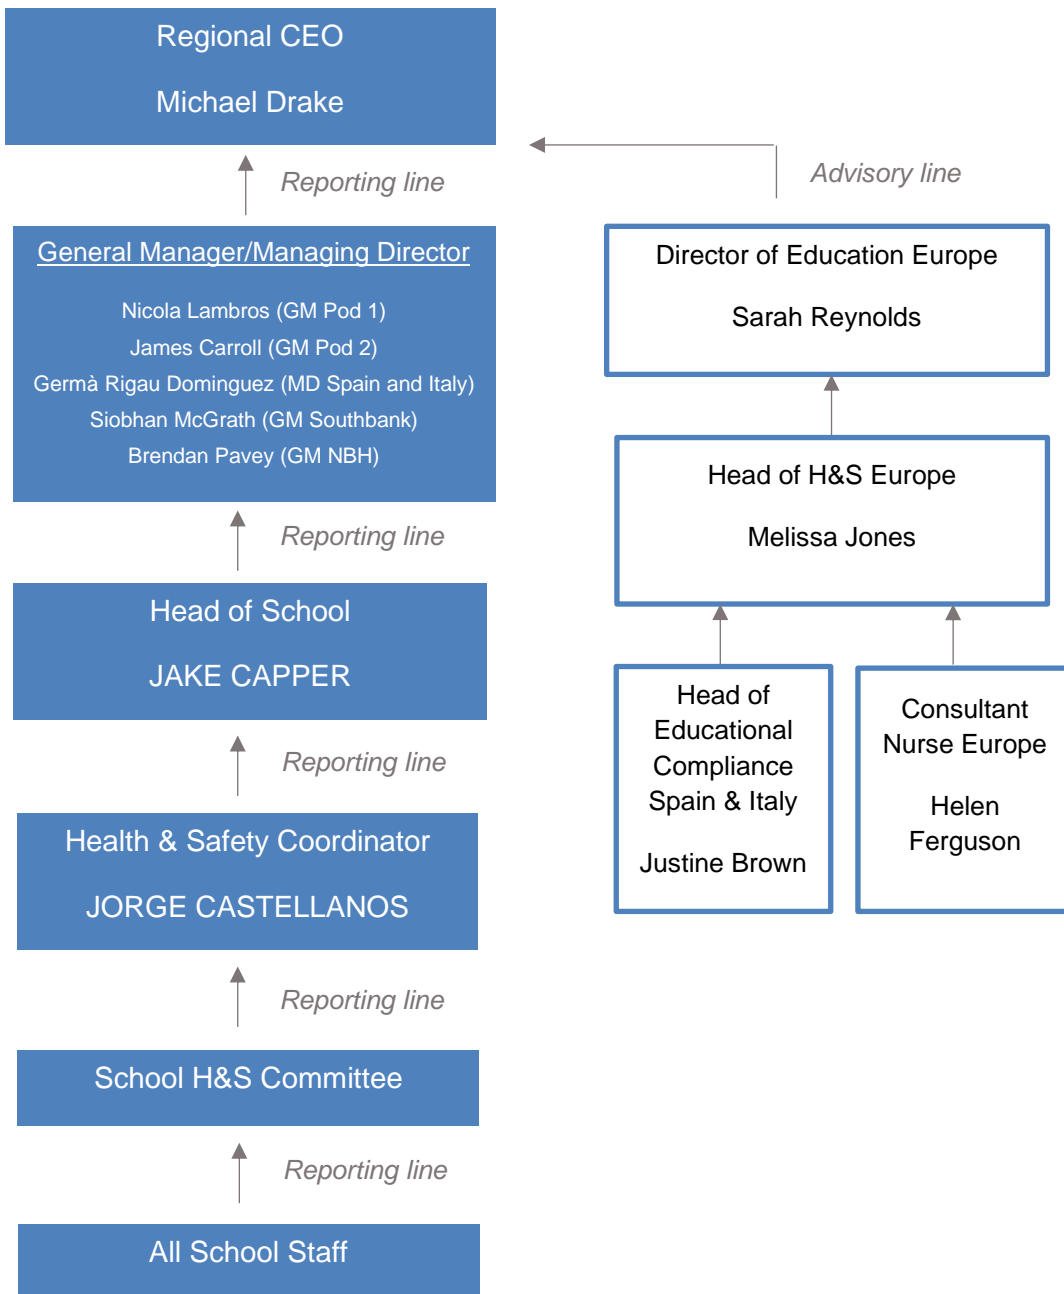 Regional CEO
Michael Drake
Reporting line
Advisory line
General Manager/Managing Director
Nicola Lambros (GM Pod 1)
James Carroll (GM Pod 2)
Germà Rigau Dominguez (MD Spain and Italy)
Siobhan McGrath (GM Southbank)
Brendan Pavey (GM NBH)
Director of Education Europe
Sarah Reynolds
Reporting line
Head of H&S Europe
Melissa Jones
Head of School
JAKE CAPPER
Reporting line
Head of
Educational
Compliance
Spain & Italy
Justine Brown
Consultant
Nurse Europe
Helen
Ferguson
Health & Safety Coordinator
JORGE CASTELLANOS
Reporting line
School H&S Committee
Reporting line
All School Staff